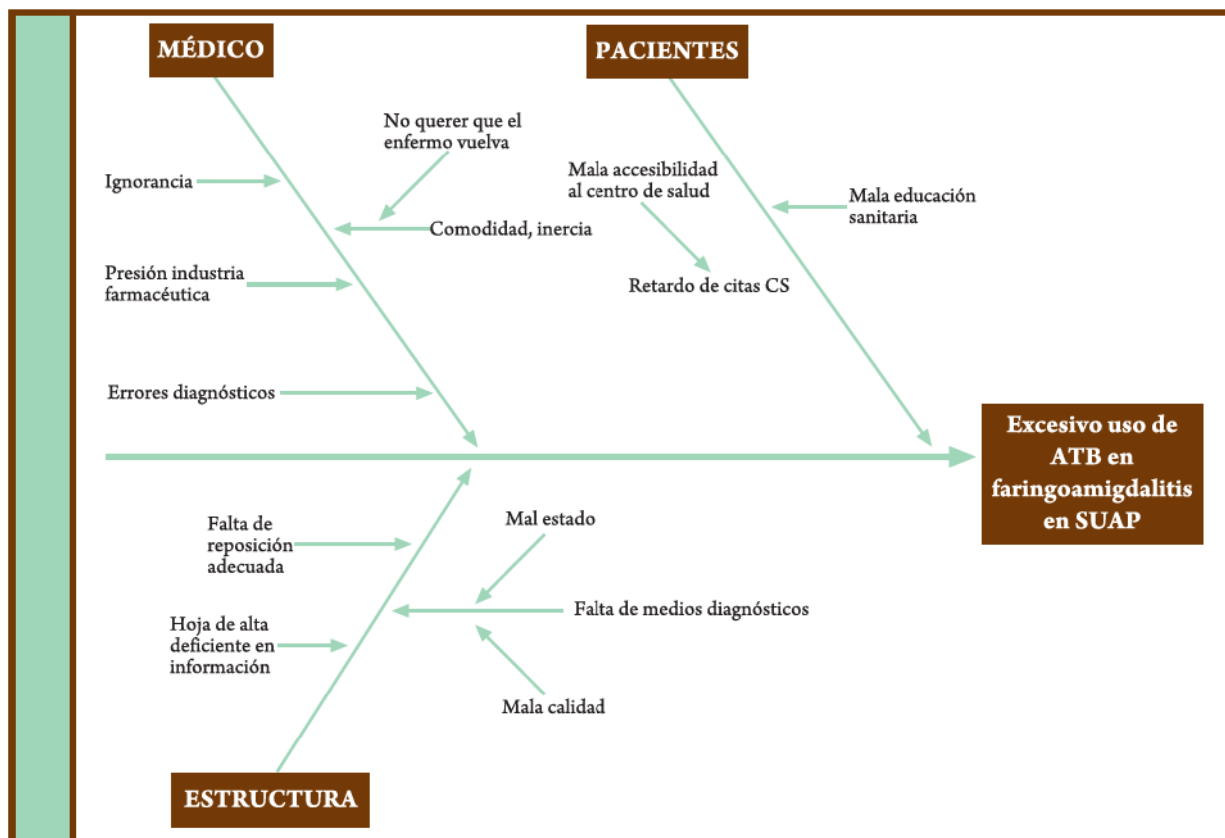 MÉDICO
PACIENTES
No querer que el
enfermo vuelva
Ignorancia
Comodidad, inercia
Presión industria
farmacéutica
Errores diagnósticos
Mala accesibilidad
al centro de salud
Mala educación
sanitaria
Retardo de citas CS
Excesivo uso de
ATB en
faringoamigdalitis
en SUAP
Falta de
reposición
adecuada
Mal estado
Falta de medios diagnósticos
Hoja de alta
deficiente en
información
Mala calidad
ESTRUCTURA